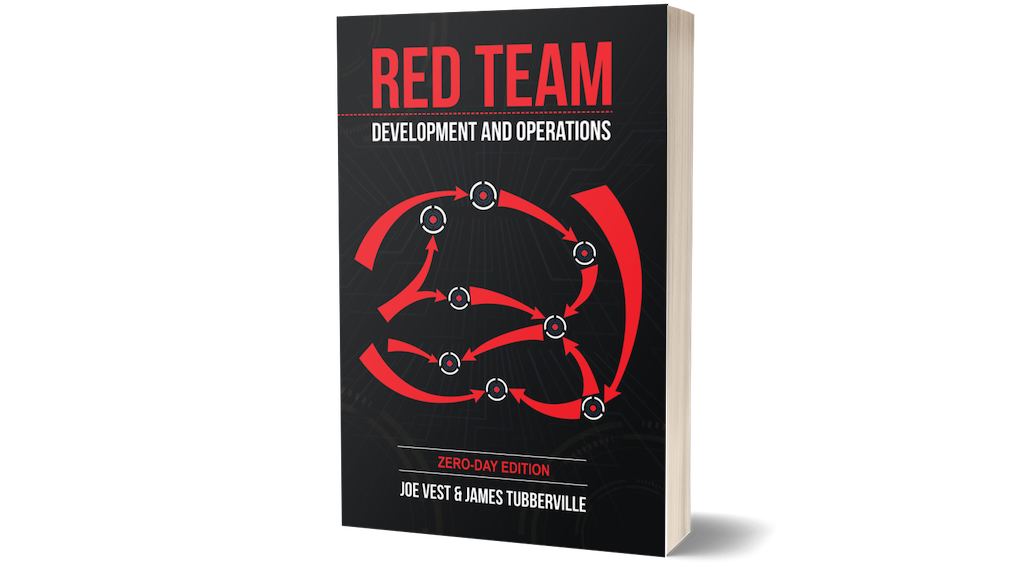 RED TEAM
DEVELOPMENT AND OPERATIONS
ZERO-DAY EDITION
JOE VEST & JAMES TUBBERVILLE